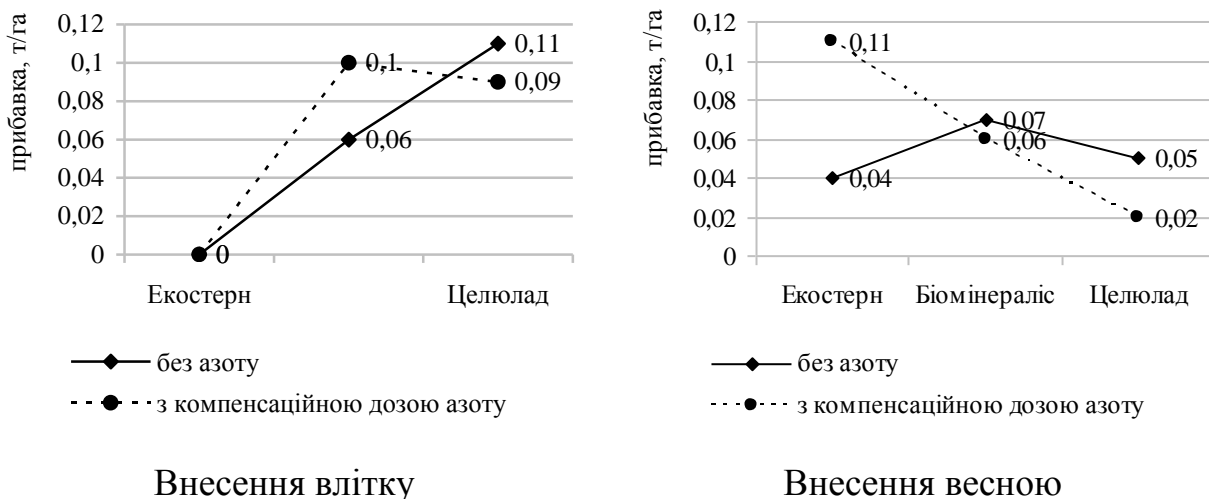 прибавка, т/га
0,12
0,1
0,08
0,06
0,04
0,02
0
0
0,06
0,11
0,1
0,09
Екостерн
Целюлад
без азоту
з компенсаційною дозою азоту
Внесення влітку
прибавка, т/га
0,12
0,1
0,08
0,06
0,04
0,02
0
0,11
0,04
0,07
0,06
0,05
0,02
Екостерн Біомінераліс Целюлад
без азоту
з компенсаційною дозою азоту
Внесення весною